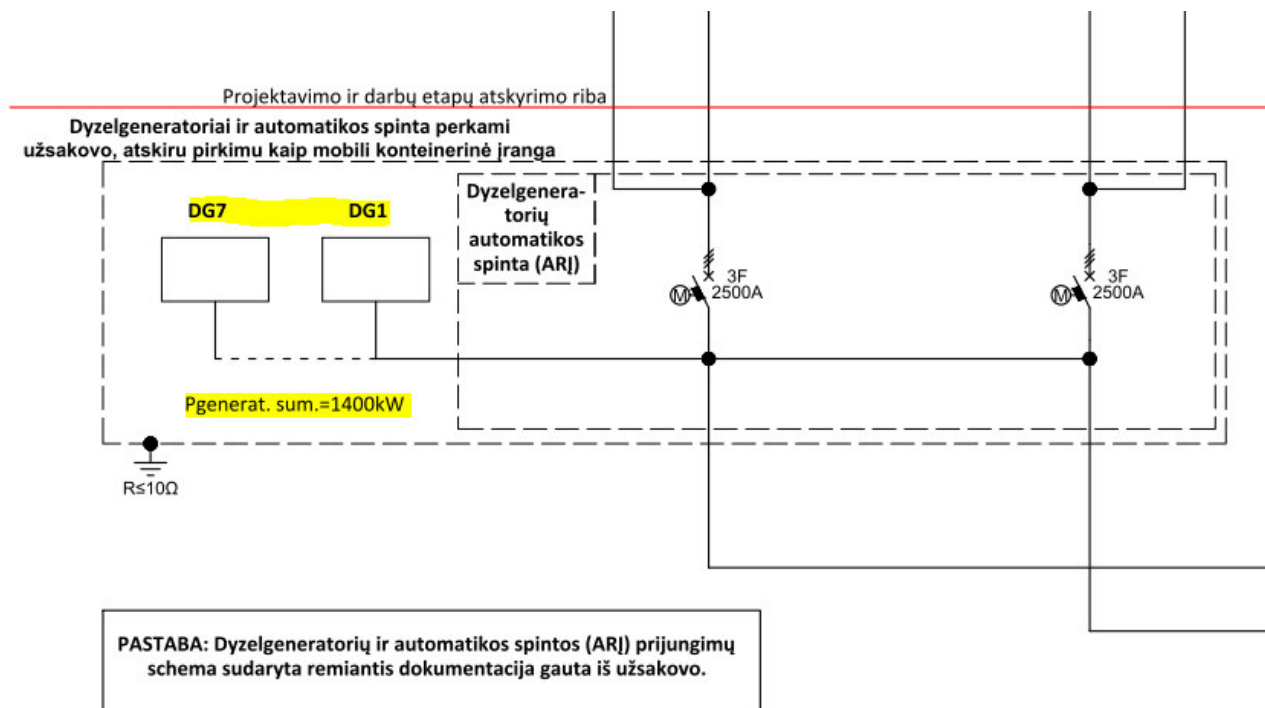 Projektavimo ir darbų etapų atskyrimo riba
Dyzelgeneratoriai ir automatikos spinta perkami
užsakovo, atskiru pirkimu kaip mobili konteinerinė įranga
DG7
DG1
Dyzelgenera-
torių
automatikos
spinta (ARĮ)
M
3F
2500A
M
3F
2500A
Pgenerat. sum.=1400kW
R≤10Ω
PASTABA: Dyzelgeneratorių ir automatikos spintos (ARĮ) prijungimų
schema sudaryta remiantis dokumentacija gauta iš užsakovo.